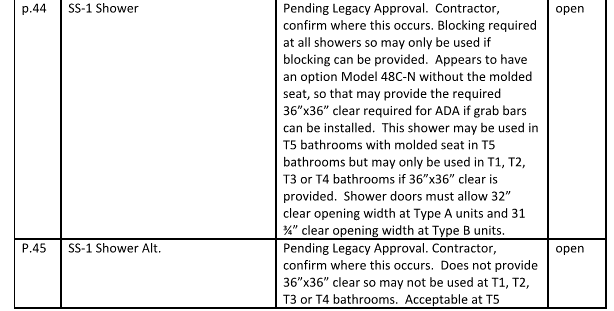 p.44 SS-1 Shower Pending Legacy Approval. Contractor, open
confirm where this occurs. Blocking required
at all showers so may only be used if
blocking can be provided. Appears to have
an option Model 48C-N without the molded
seat, so that may provide the required
36”x36” clear required for ADA if grab bars
can be installed. This shower may be used in
T5 bathrooms with molded seat in T5
bathrooms but may only be used in T1, T2,
T3 or T4 bathrooms if 36”x36” clear is
provided. Shower doors must allow 32”
clear opening width at Type A units and 31
¾” clear opening width at Type B units.
P.45 SS-1 Shower Alt. Pending Legacy Approval. Contractor, open
confirm where this occurs. Does not provide
36”x36” clear so may not be used at T1, T2,
T3 or T4 bathrooms. Acceptable at T5